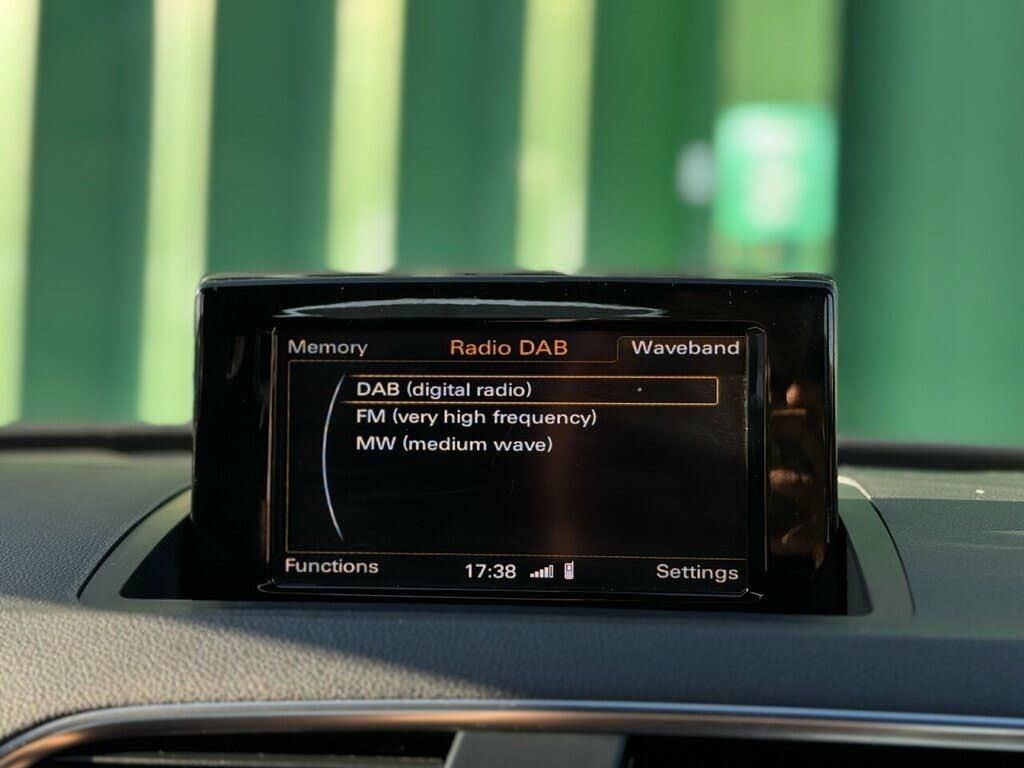 Memory Radio DAB Waveband
DAB (digital radio)
FM (very high frequency)
MW (medium wave)
Functions 17:38 Settings